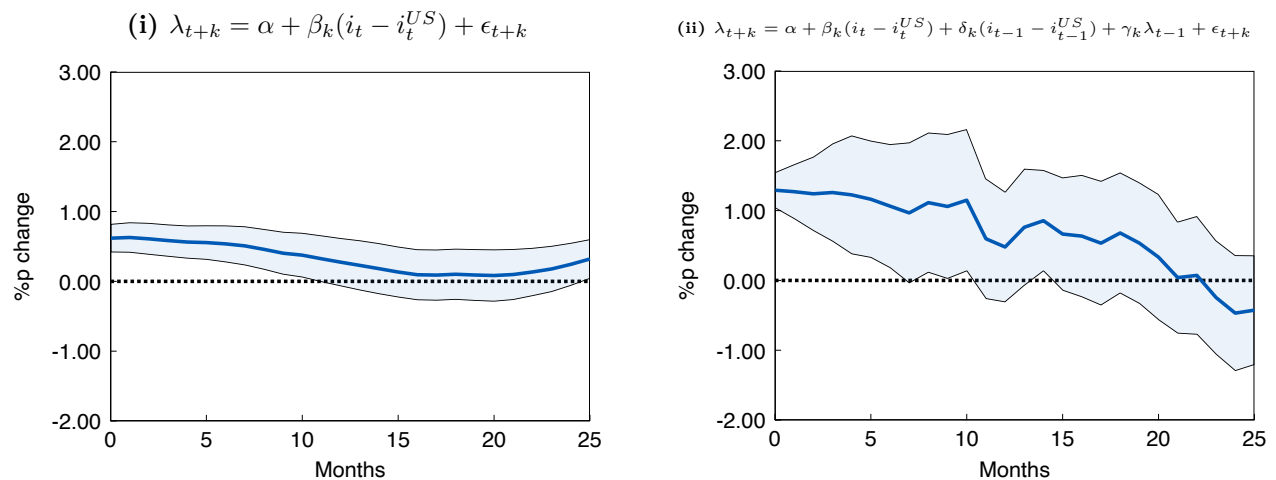 (i) λ_{t+k} = α + β_k(i_t − i_t^{US}) + ϵ_{t+k}
3.00
2.00
1.00
0.00
-1.00
-2.00
%p change
0 5 10 15 20 25
Months
(ii) λ_{t+k} = α + β_k(i_t − i_t^{US}) + δ_k(i_{t−1} − i_{t−1}^{US}) + γ_kλ_{t−1} + ϵ_{t+k}
3.00
2.00
1.00
0.00
-1.00
-2.00
%p change
0 5 10 15 20 25
Months